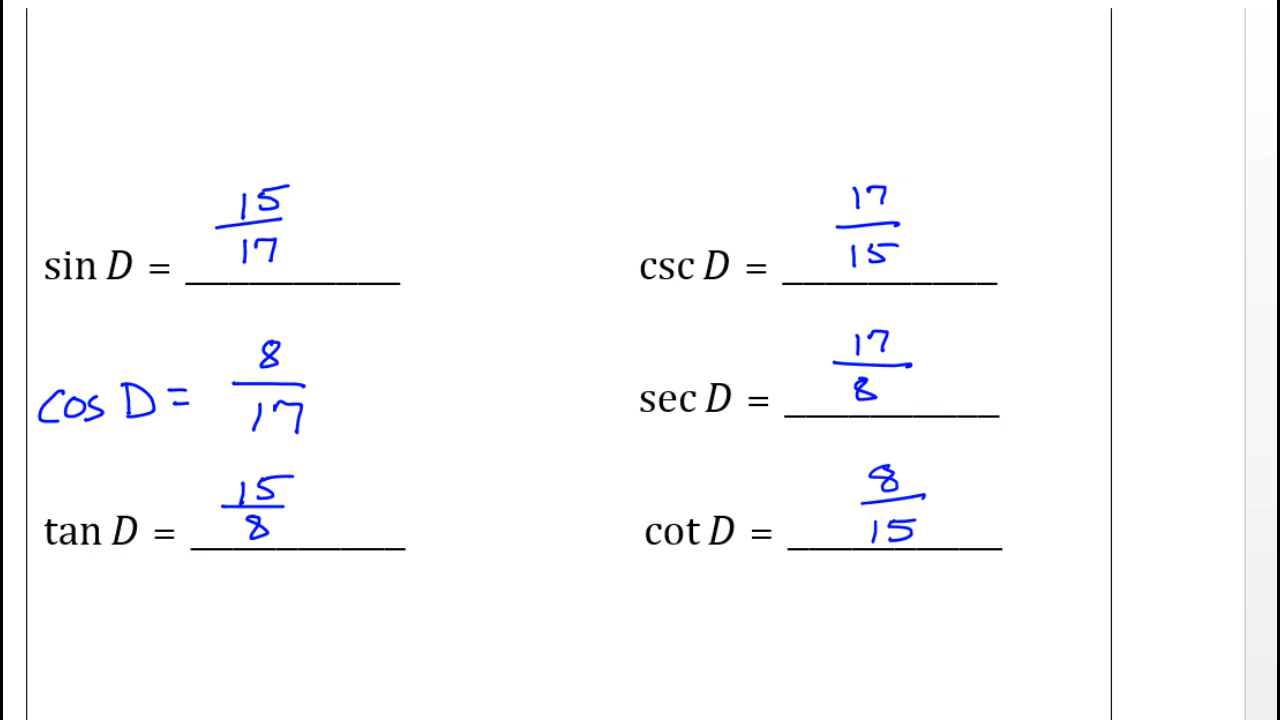 sin D = 15/17
csc D = 17/15
cos D = 8/17
sec D = 17/8
tan D = 15/8
cot D = 8/15